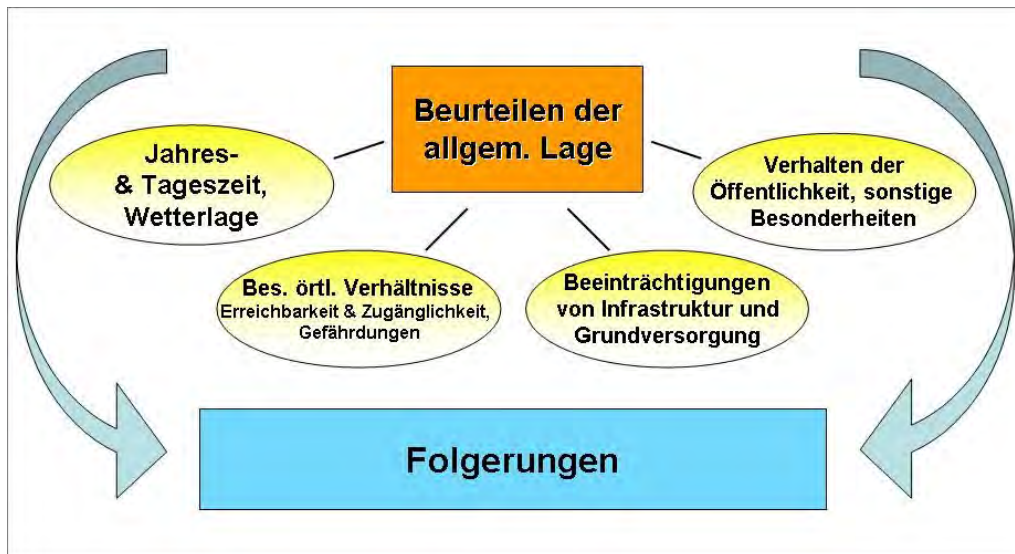 Beurteilen der
allgem. Lage
Jahres-
& Tageszeit,
Wetterlage
Verhalten der
Öffentlichkeit, sonstige
Besonderheiten
Bes. örtl. Verhältnisse
Erreichbarkeit & Zugänglichkeit,
Gefährdungen
Beeinträchtigungen
von Infrastruktur und
Grundversorgung
Folgerungen